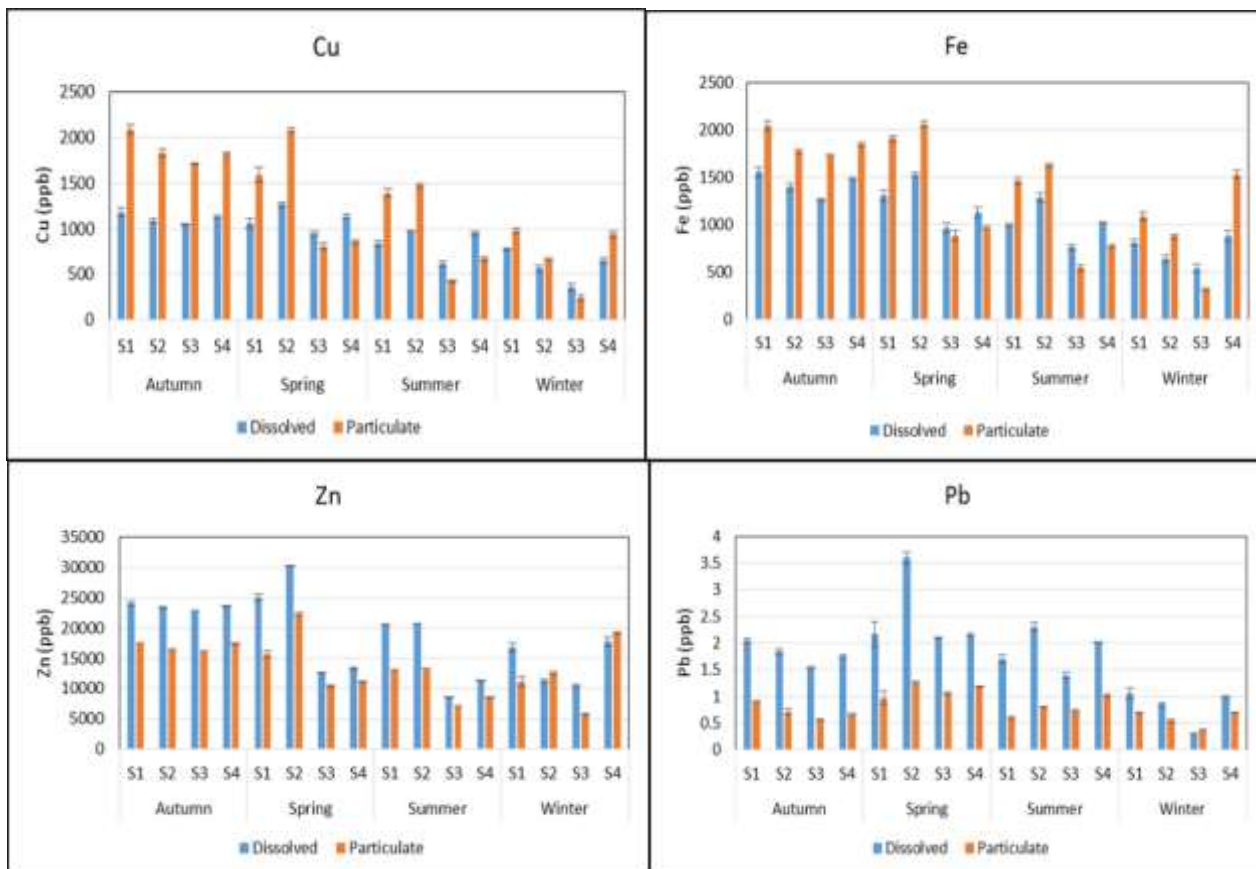 Cu
Cu (ppb)
2500
2000
1500
1000
500
0
S1 S2 S3 S4 S1 S2 S3 S4 S1 S2 S3 S4 S1 S2 S3 S4
Autumn Spring Summer Winter
Dissolved Particulate
Fe
Fe (ppb)
2500
2000
1500
1000
500
0
S1 S2 S3 S4 S1 S2 S3 S4 S1 S2 S3 S4 S1 S2 S3 S4
Autumn Spring Summer Winter
Dissolved Particulate
Zn
Zn (ppb)
35000
30000
25000
20000
15000
10000
5000
0
S1 S2 S3 S4 S1 S2 S3 S4 S1 S2 S3 S4 S1 S2 S3 S4
Autumn Spring Summer Winter
Dissolved Particulate
Pb
Pb (ppb)
4
3.5
3
2.5
2
1.5
1
0.5
0
S1 S2 S3 S4 S1 S2 S3 S4 S1 S2 S3 S4 S1 S2 S3 S4
Autumn Spring Summer Winter
Dissolved Particulate